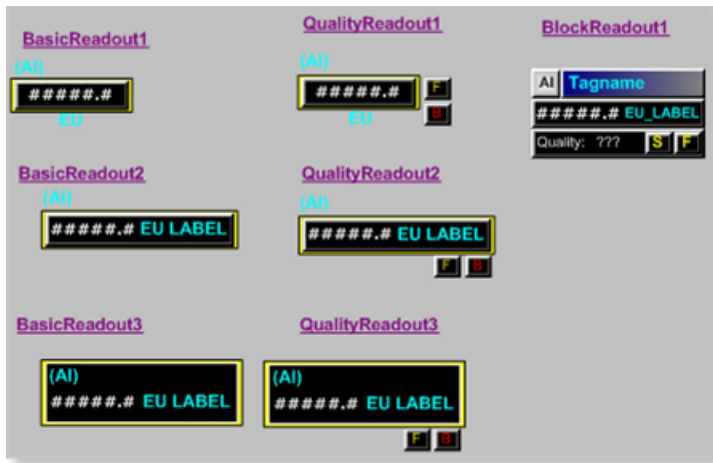 BasicReadout1
(AI)
#####.#
EU
QualityReadout1
(AI)
#####.#
F
EU
B
BlockReadout1
AI Tagname
#####.# EU_LABEL
Quality: ??? S F
BasicReadout2
(AI)
#####.# EU LABEL
QualityReadout2
(AI)
#####.# EU LABEL
F B
BasicReadout3
(AI)
#####.# EU LABEL
QualityReadout3
(AI)
#####.# EU LABEL
F B